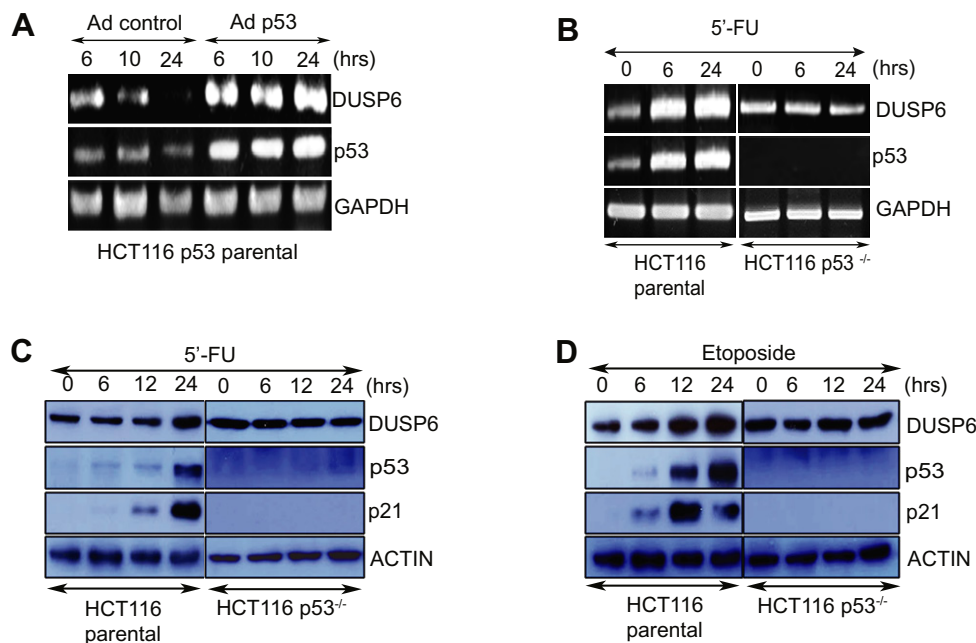 A
Ad control Ad p53
6 10 24 6 10 24 (hrs)
DUSP6
p53
GAPDH
HCT116 p53 parental
B
5’-FU
0 6 24 0 6 24
DUSP6
p53
GAPDH
HCT116 parental
HCT116 p53 -/-
C
5’-FU
0 6 12 24 0 6 12 24 (hrs)
DUSP6
p53
p21
ACTIN
HCT116 parental
HCT116 p53-/-
D
Etoposide
0 6 12 24 0 6 12 24 (hrs)
DUSP6
p53
p21
ACTIN
HCT116 parental
HCT116 p53-/-